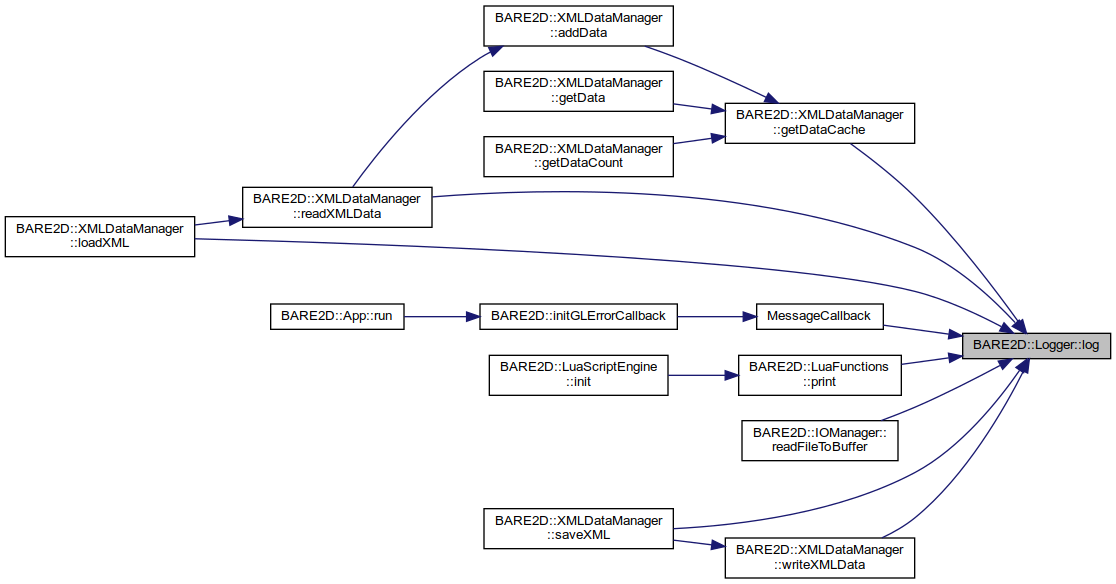 BARE2D::XMLDataManager
::addData
BARE2D::XMLDataManager
::getData
BARE2D::XMLDataManager
::getDataCache
BARE2D::XMLDataManager
::getDataCount
BARE2D::XMLDataManager
::readXMLData
BARE2D::XMLDataManager
::loadXML
BARE2D::App::run
BARE2D::initGLErrorCallback
MessageCallback
BARE2D::Logger::log
BARE2D::LuaScriptEngine
::init
BARE2D::LuaFunctions
::print
BARE2D::IOManager::
readFileToBuffer
BARE2D::XMLDataManager
::saveXML
BARE2D::XMLDataManager
::writeXMLData